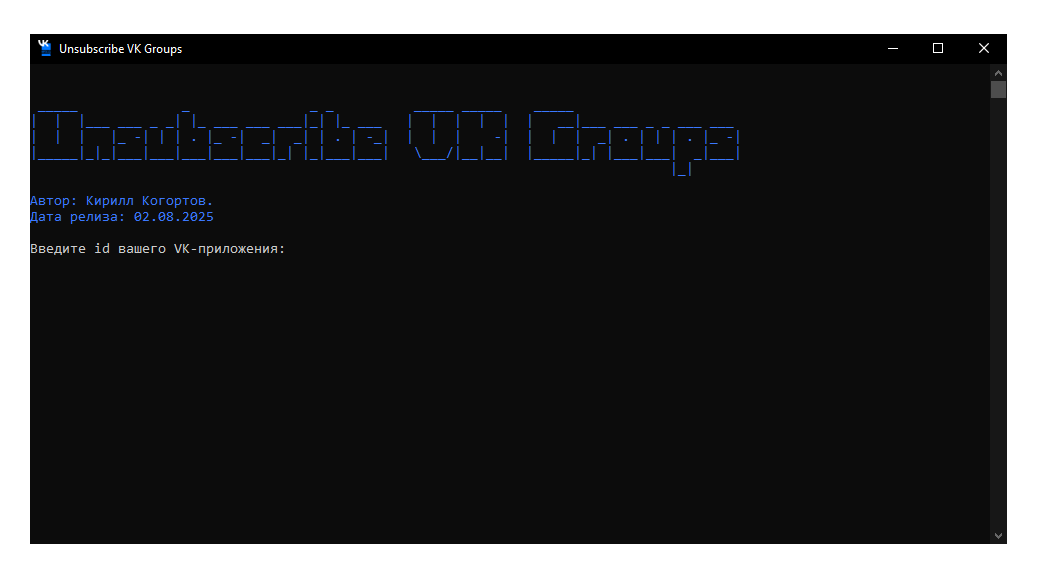 Unsubscribe VK Groups
Unsubscribe VK Groups
Автор: Кирилл Когортов.
Дата релиза: 02.08.2025
Введите id вашего VK-приложения: